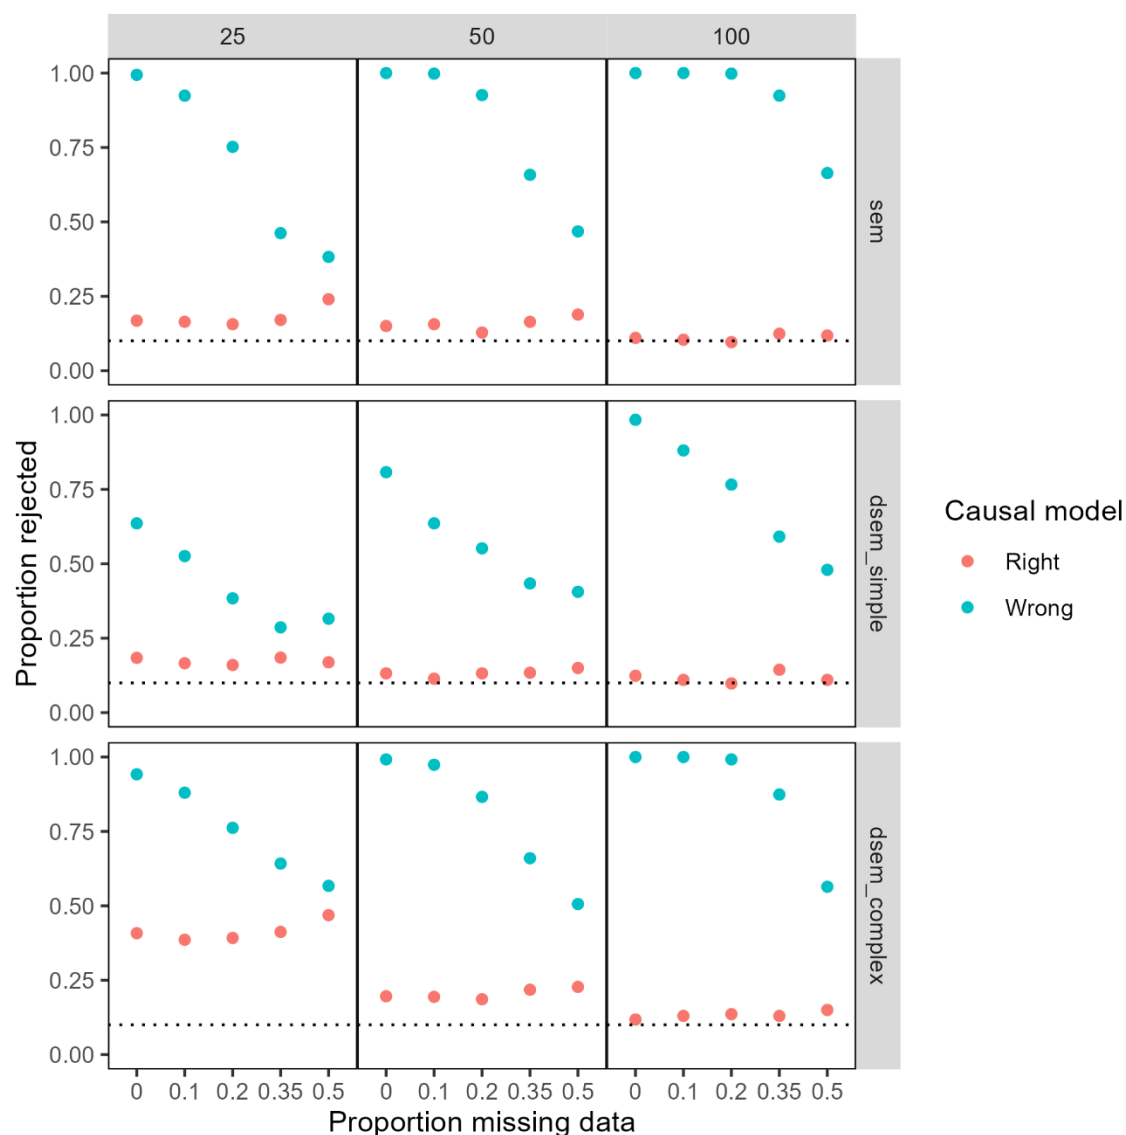 25 50 100
1.00
0.75
0.50
0.25
0.00
sem
1.00
0.75
0.50
0.25
0.00
dsem_simple
1.00
0.75
0.50
0.25
0.00
dsem_complex
Proportion rejected
0 0.1 0.2 0.35 0.5 0 0.1 0.2 0.35 0.5 0 0.1 0.2 0.35 0.5
Proportion missing data
Causal model
Right
Wrong